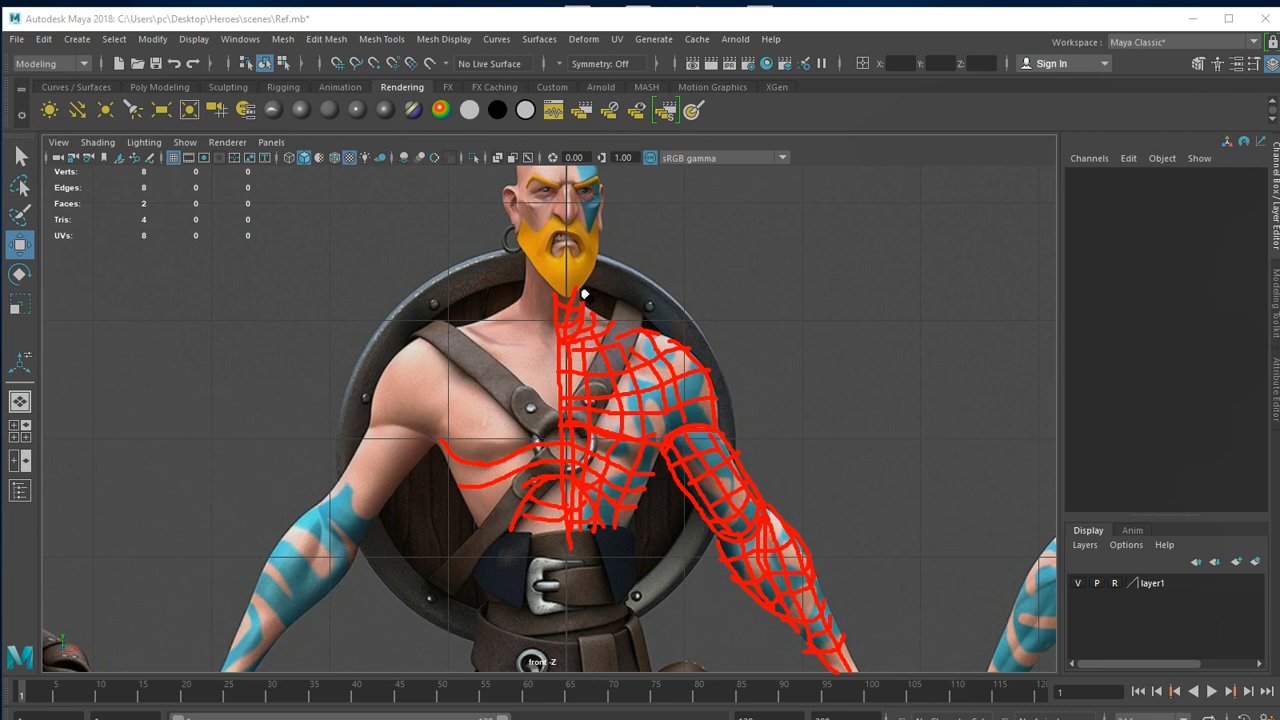 Autodesk Maya 2018: C:\Users\pc\Desktop\Heroes\scenes\Ref.mb*
File Edit Create Select Modify Display Windows Mesh Edit Mesh Mesh Tools Mesh Display Curves Surfaces Deform UV Generate Cache Arnold Help
Workspace: Maya Classic*
Modeling No Live Surface Symmetry: Off X: Y: Z: Sign In
Curves / Surfaces Poly Modeling Sculpting Rigging Animation Rendering FX FX Caching Custom Arnold MASH Motion Graphics XGen
View Shading Lighting Show Renderer Panels
0.00 1.00 sRGB gamma
Channels Edit Object Show
Verts: 8 0 0
Edges: 8 0 0
Faces: 2 0 0
Tris: 4 0 0
UVs: 8 0 0
Channel Box / Layer Editor
Modeling Toolkit
Attribute Editor
Display Anim
Layers Options Help
V P R layer1
front -Z
5 10 15 20 25 30 35 40 45 50 55 60 65 70 75 80 85 90 95 100 105 110 115 120
1
1